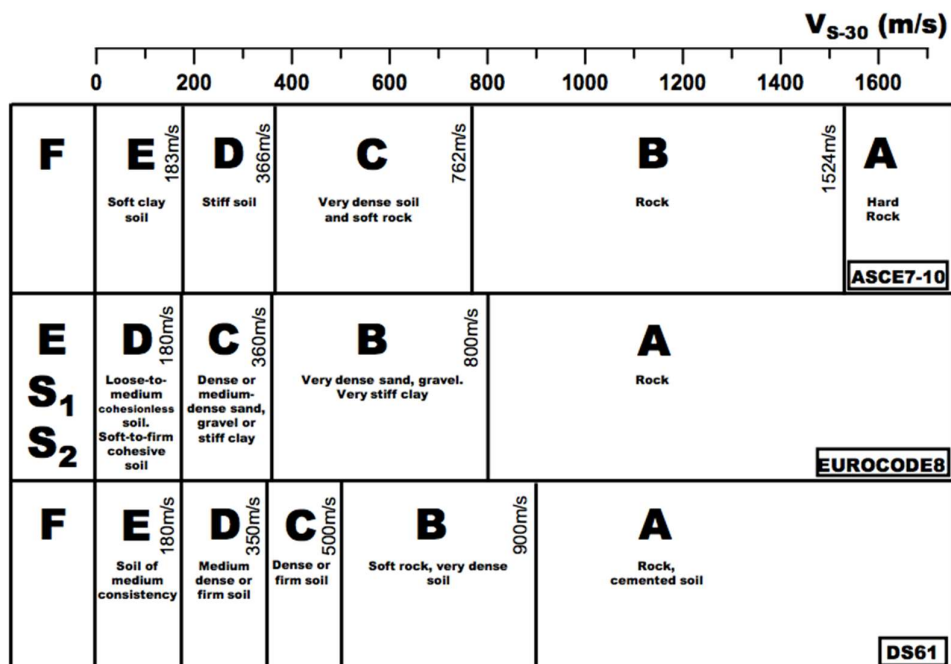 V_S-30 (m/s)
0 200 400 600 800 1000 1200 1400 1600
F E 183m/s D 366m/s C 762m/s B 1524m/s A
Soft clay
soil
Stiff soil
Very dense soil
and soft rock
Rock
Hard
Rock
ASCE7-10
E
S1
S2
D 180m/s C 360m/s B 800m/s A
Loose-to-
medium
cohesionless
soil.
Soft-to-firm
cohesive
soil
Dense or
medium-
dense sand,
gravel or
stiff clay
Very dense sand, gravel.
Very stiff clay
Rock
EUROCODE8
F E 180m/s D 350m/s C 500m/s B 900m/s A
Soil of
medium
consistency
Medium
dense or
firm soil
Dense or
firm soil
Soft rock, very dense
soil
Rock,
cemented soil
DS61